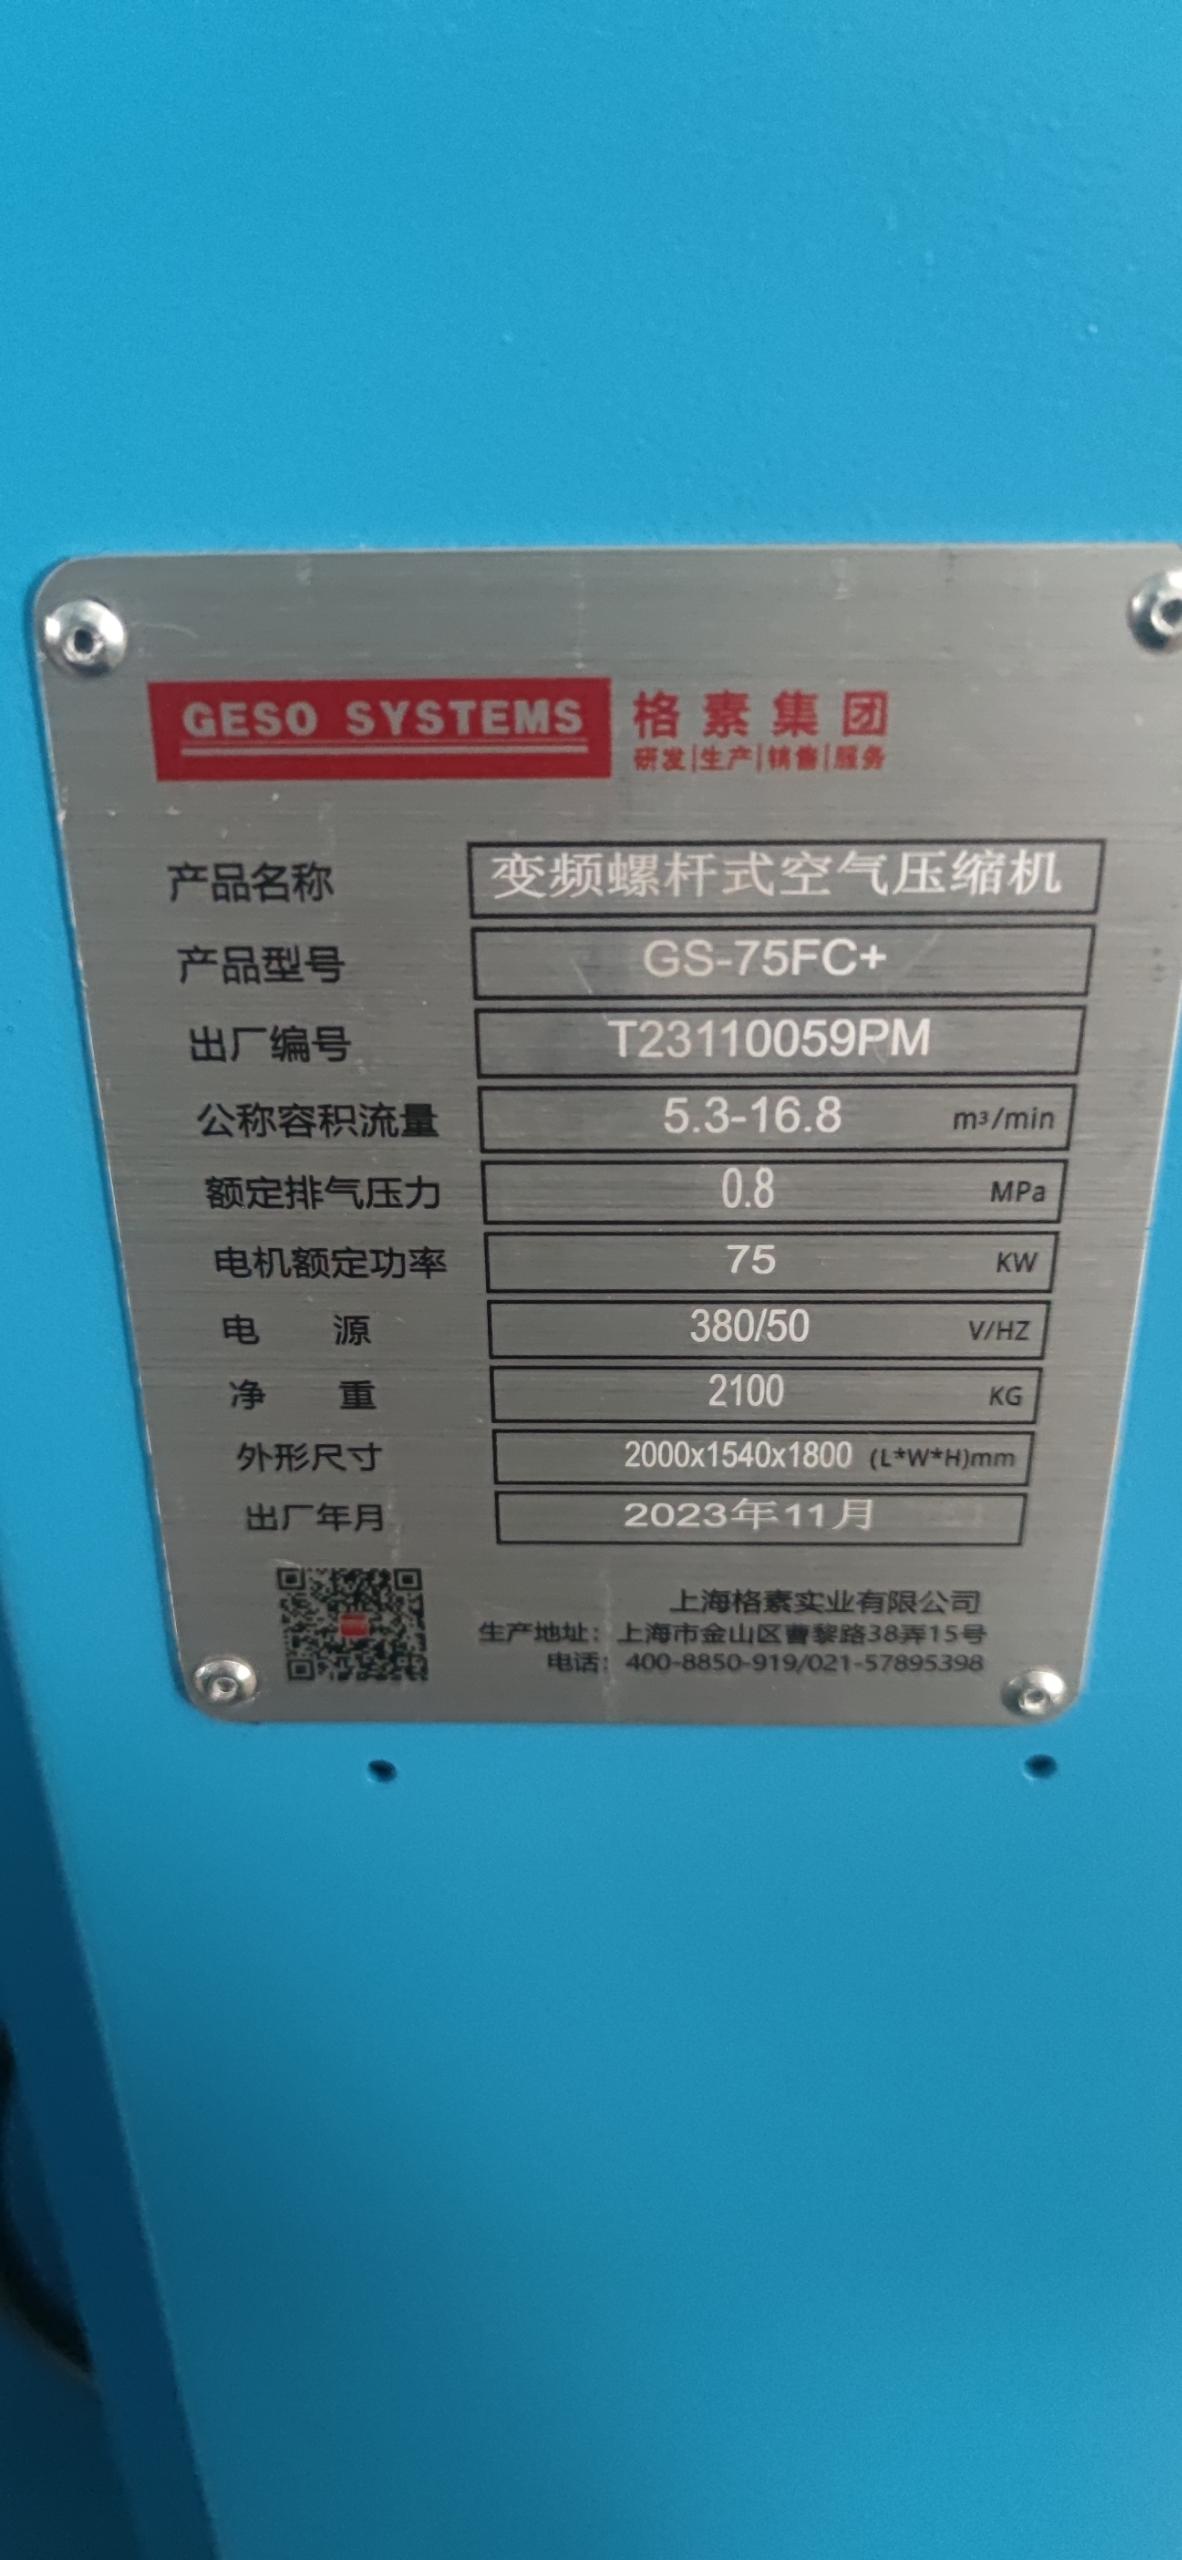 GESO SYSTEMS 格素集团
研发|生产|销售|服务
产品名称 变频螺杆式空气压缩机
产品型号 GS-75FC+
出厂编号 T23110059PM
公称容积流量 5.3-16.8 m³/min
额定排气压力 0.8 MPa
电机额定功率 75 KW
电源 380/50 V/HZ
净重 2100 KG
外形尺寸 2000x1540x1800 (L*W*H)mm
出厂年月 2023年11月
上海格素实业有限公司
生产地址：上海市金山区曹黎路38弄15号
电话：400-8850-919/021-57895398